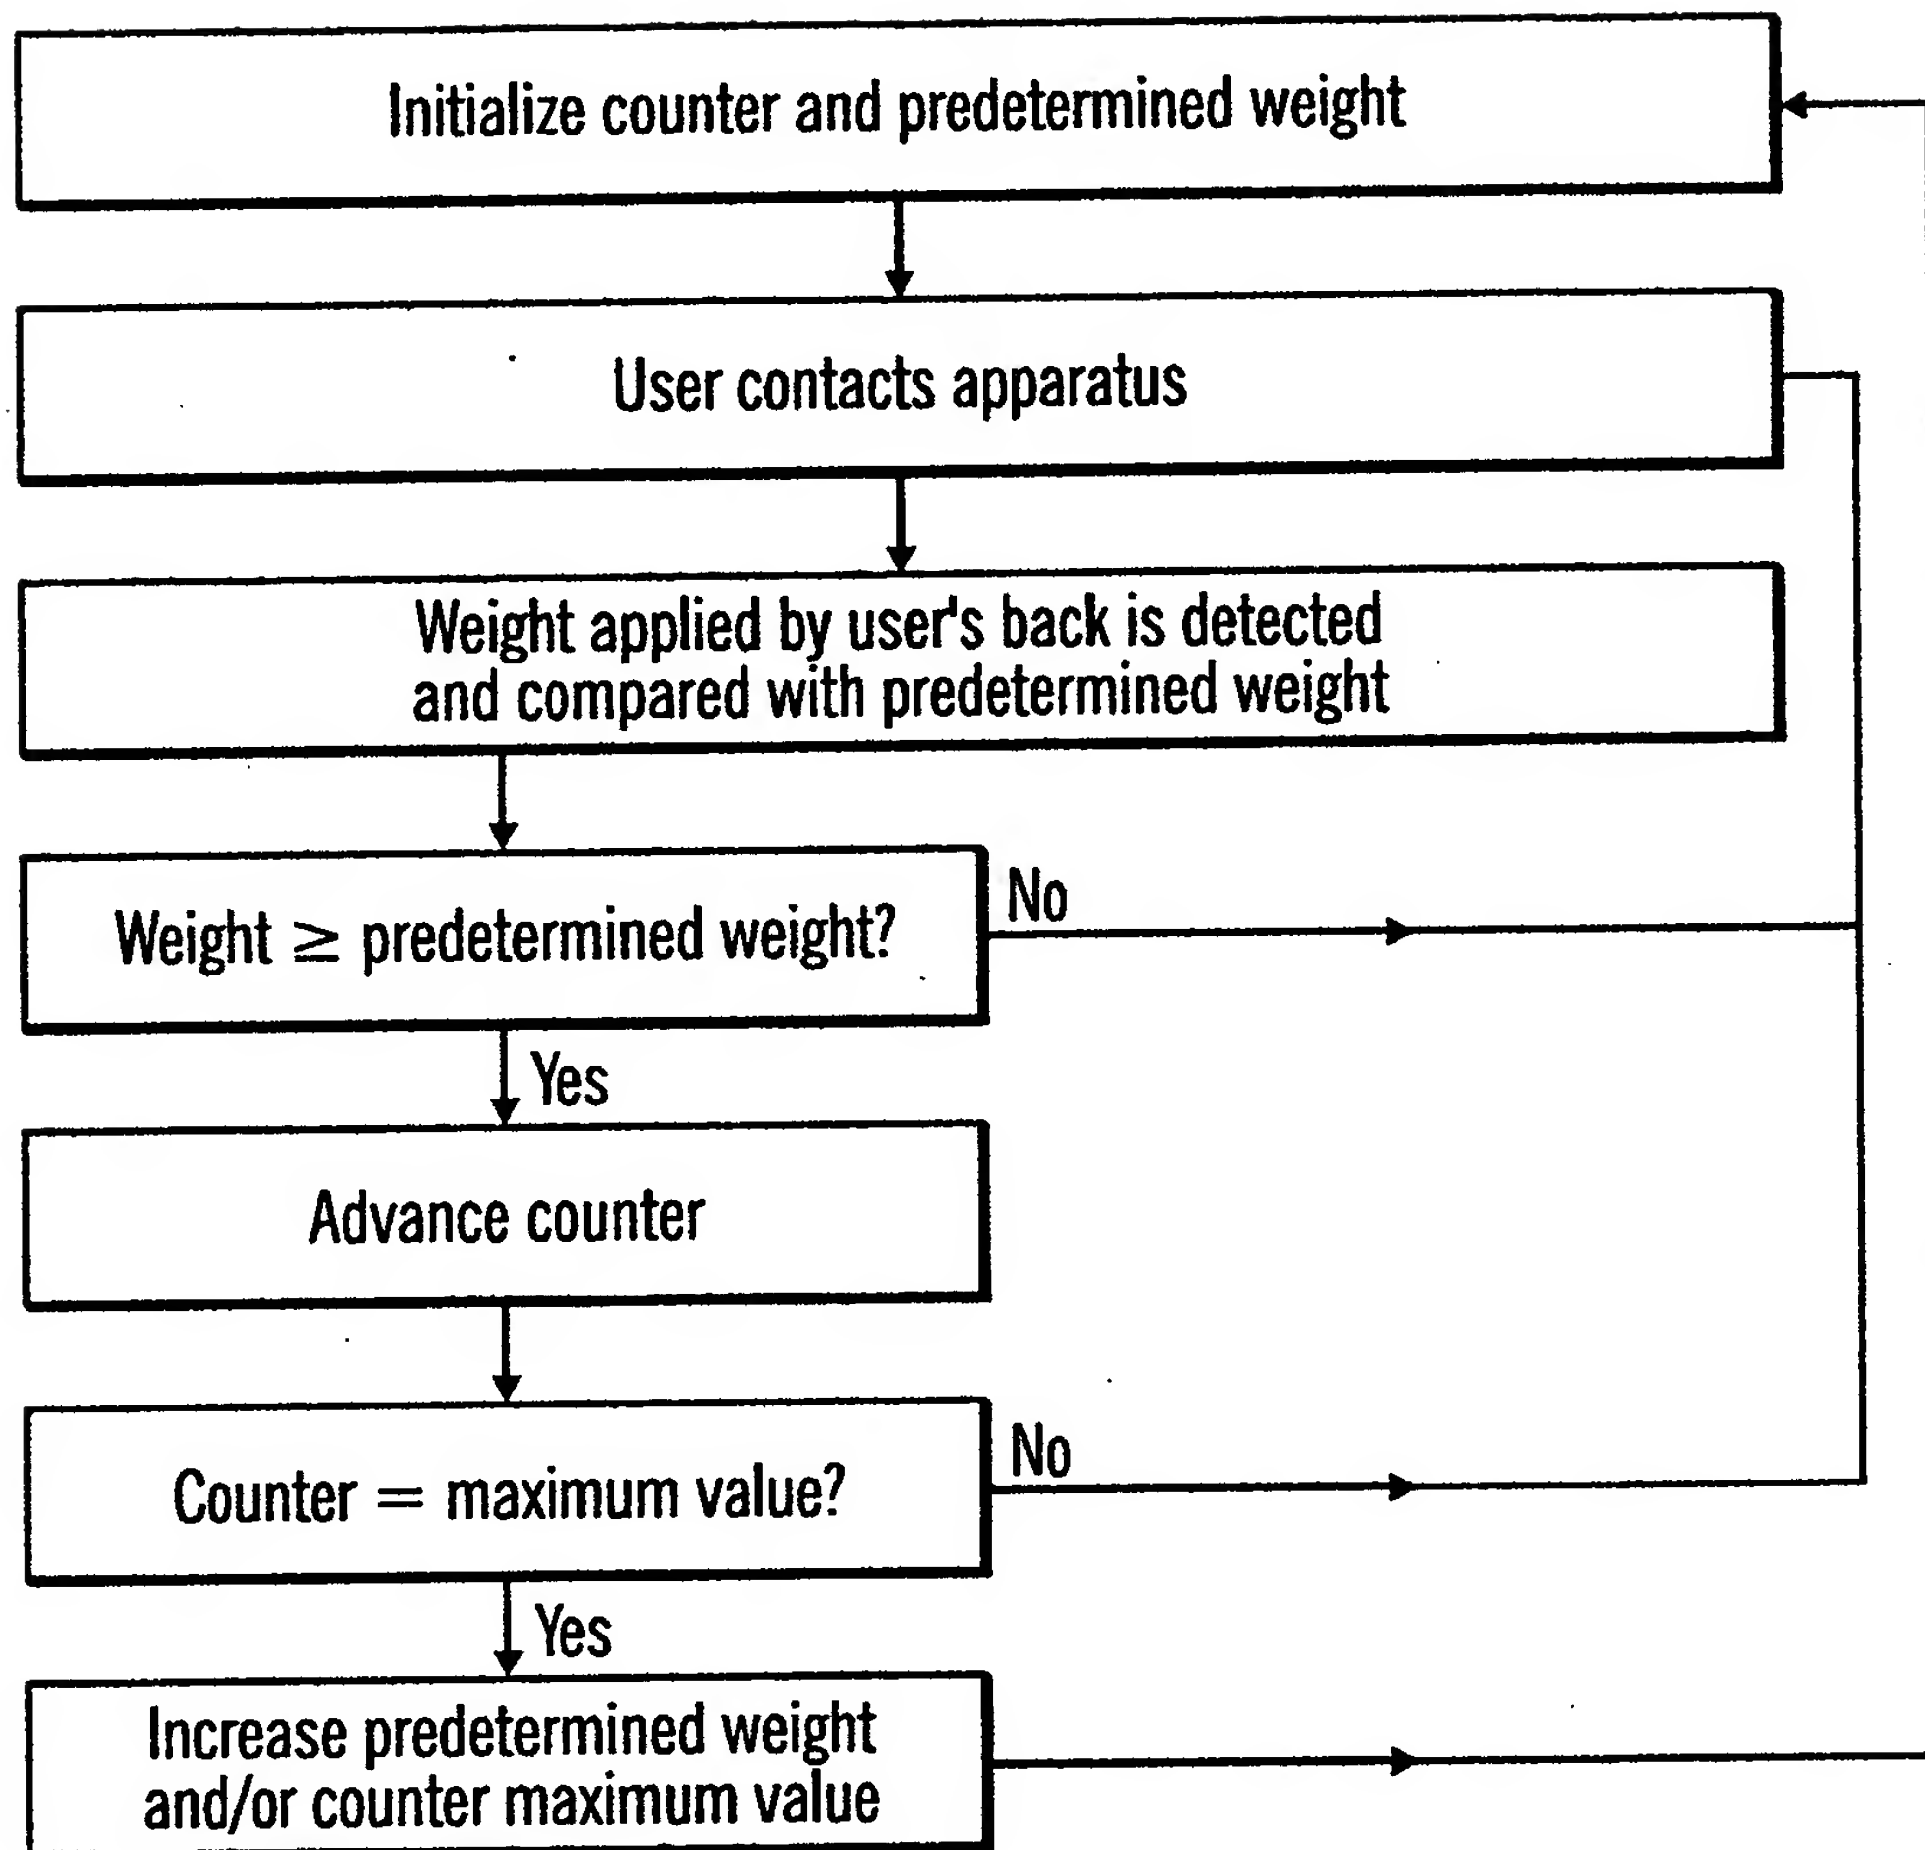 Initialize counter and predetermined weight
User contacts apparatus
Weight applied by user's back is detected
and compared with predetermined weight
Weight ≥ predetermined weight?
No
Yes
Advance counter
Counter = maximum value?
No
Yes
Increase predetermined weight
and/or counter maximum value